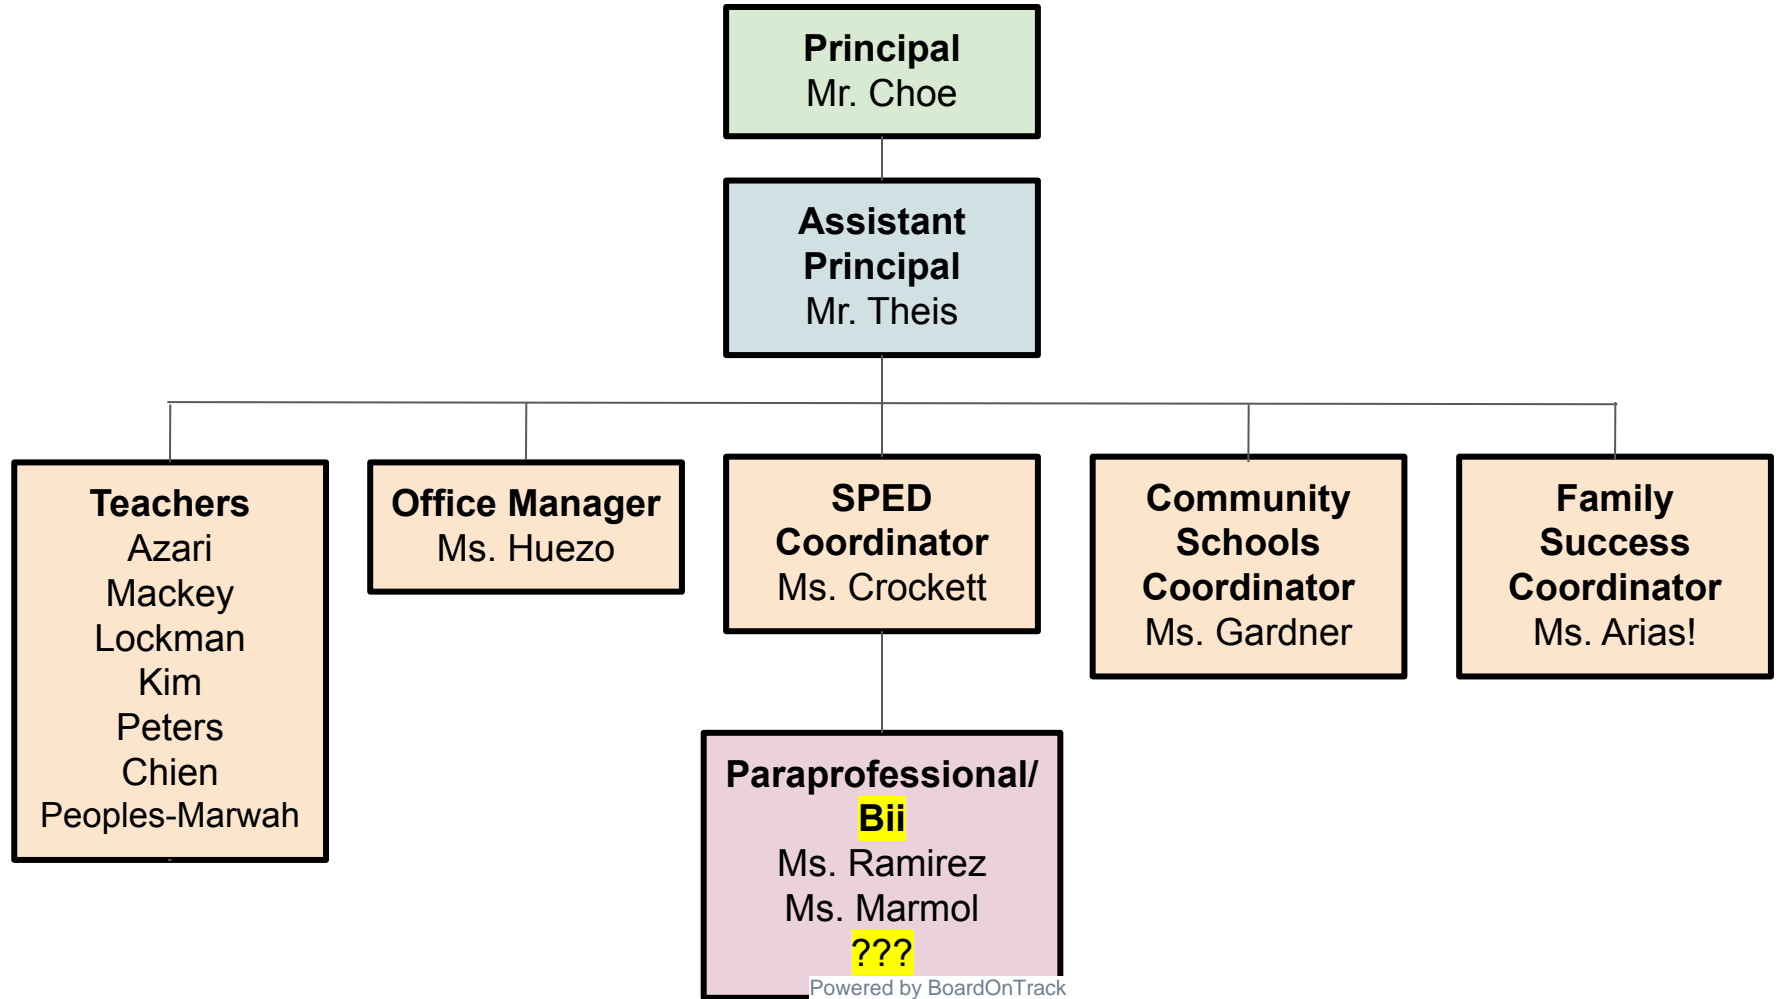 Principal
Mr. Choe
Assistant
Principal
Mr. Theis
Teachers
Azari
Mackey
Lockman
Kim
Peters
Chien
Peoples-Marwah
Office Manager
Ms. Huezo
SPED
Coordinator
Ms. Crockett
Community
Schools
Coordinator
Ms. Gardner
Family
Success
Coordinator
Ms. Arias!
Paraprofessional/
Bii
Ms. Ramirez
Ms. Marmol
???
Powered by BoardOnTrack